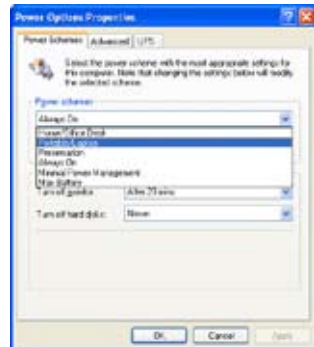 Power Options Properties
Power Schemes
Advanced
UPS
Select the power scheme with the most appropriate settings for
this computer. Note that changing the settings below will modify
the selected scheme.
Power schemes
Always On
Home/Office Desk
Portable/Laptop
Presentation
Always On
Minimal Power Management
Max Battery
Turn off monitor:
After 20 mins
Turn off hard disks:
Never
OK
Cancel
Apply